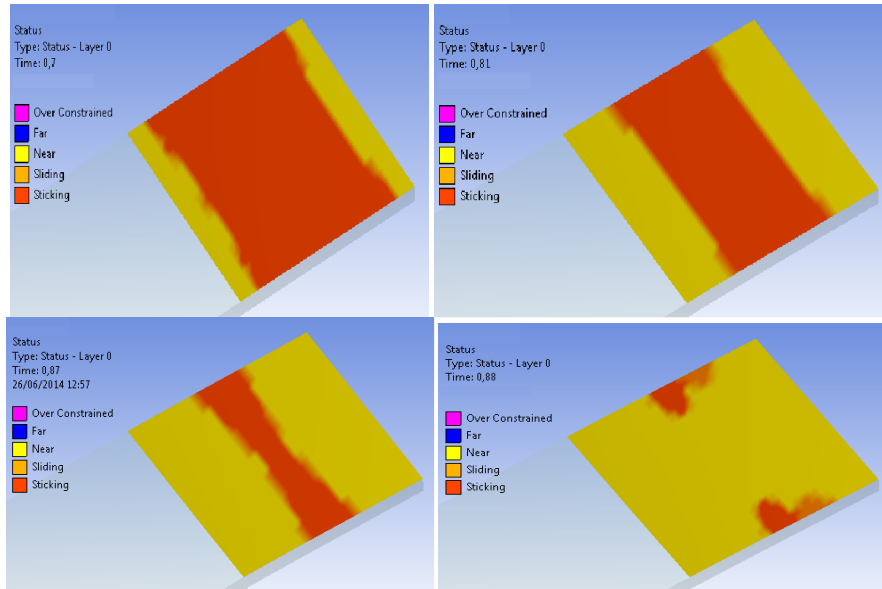 Status
Type: Status - Layer 0
Time: 0,7
Over Constrained
Far
Near
Sliding
Sticking
Status
Type: Status - Layer 0
Time: 0,81
Over Constrained
Far
Near
Sliding
Sticking
Status
Type: Status - Layer 0
Time: 0,87
26/06/2014 12:57
Over Constrained
Far
Near
Sliding
Sticking
Status
Type: Status - Layer 0
Time: 0,88
Over Constrained
Far
Near
Sliding
Sticking